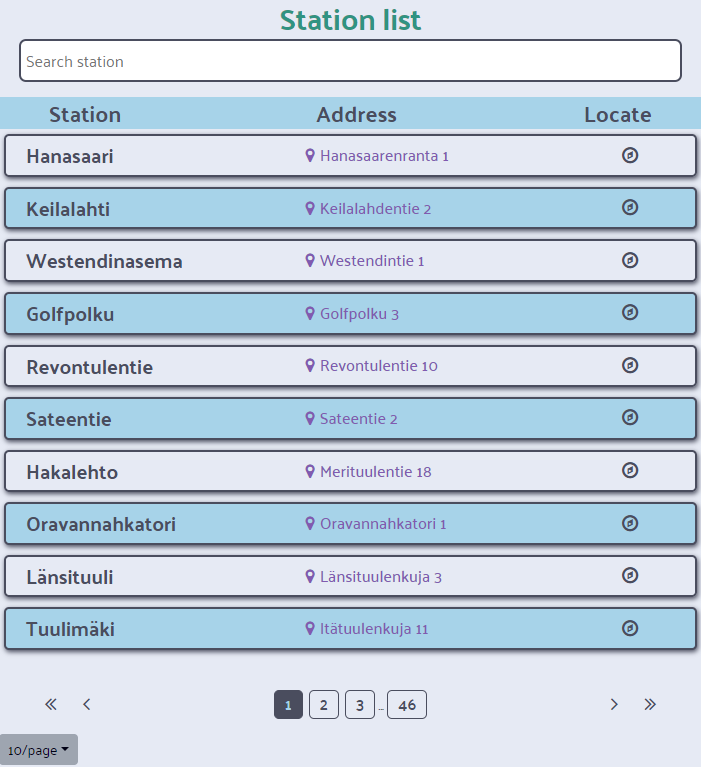 Station list
Search station
Station Address Locate
Hanasaari Hanasaarenranta 1
Keilalahti Keilalahdentie 2
Westendinasema Westendintie 1
Golfpolku Golfpolku 3
Revontulentie Revontulentie 10
Sateentie Sateentie 2
Hakalehto Merituulentie 18
Oravannahkatori Oravannahkatori 1
Länsituuli Länsituulenkuja 3
Tuulimäki Itätuulenkuja 11
« ‹ 1 2 3 ... 46 › »
10/page